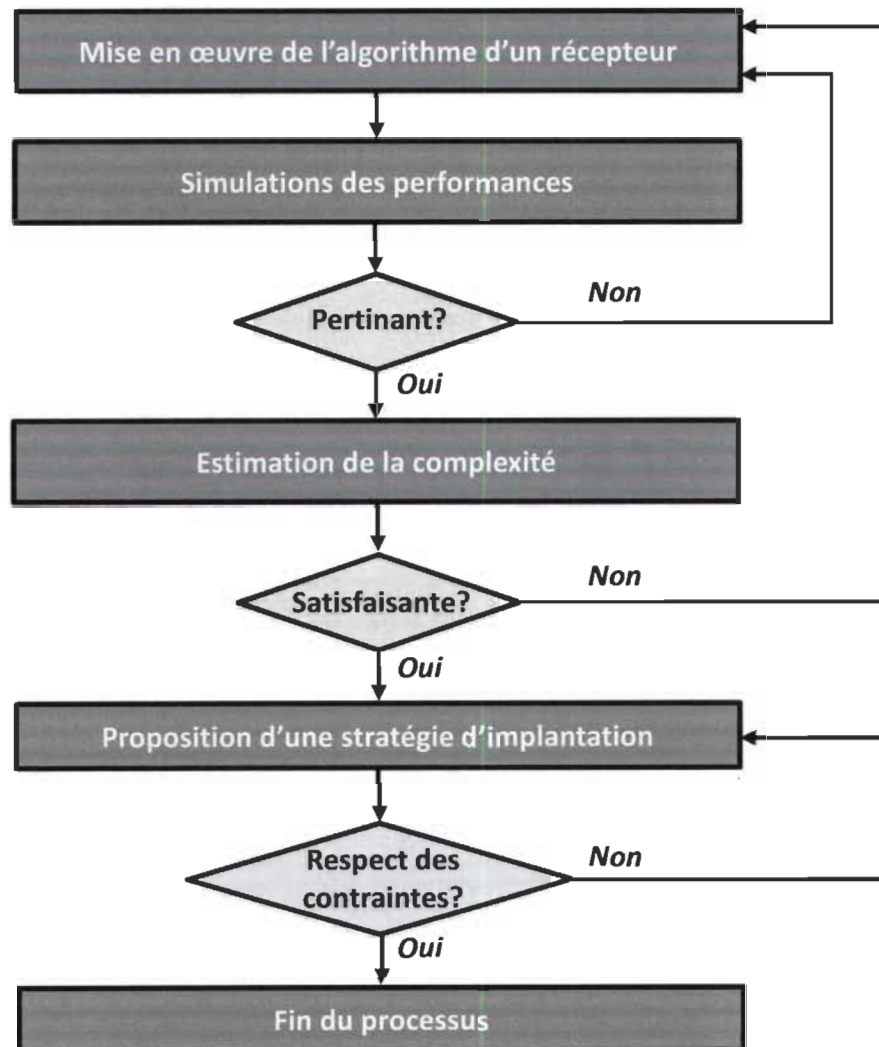 Mise en œuvre de l'algorithme d'un récepteur
Simulations des performances
Pertinant?
Non
Oui
Estimation de la complexité
Satisfaisante?
Non
Oui
Proposition d'une stratégie d'implantation
Respect des
contraintes?
Non
Oui
Fin du processus